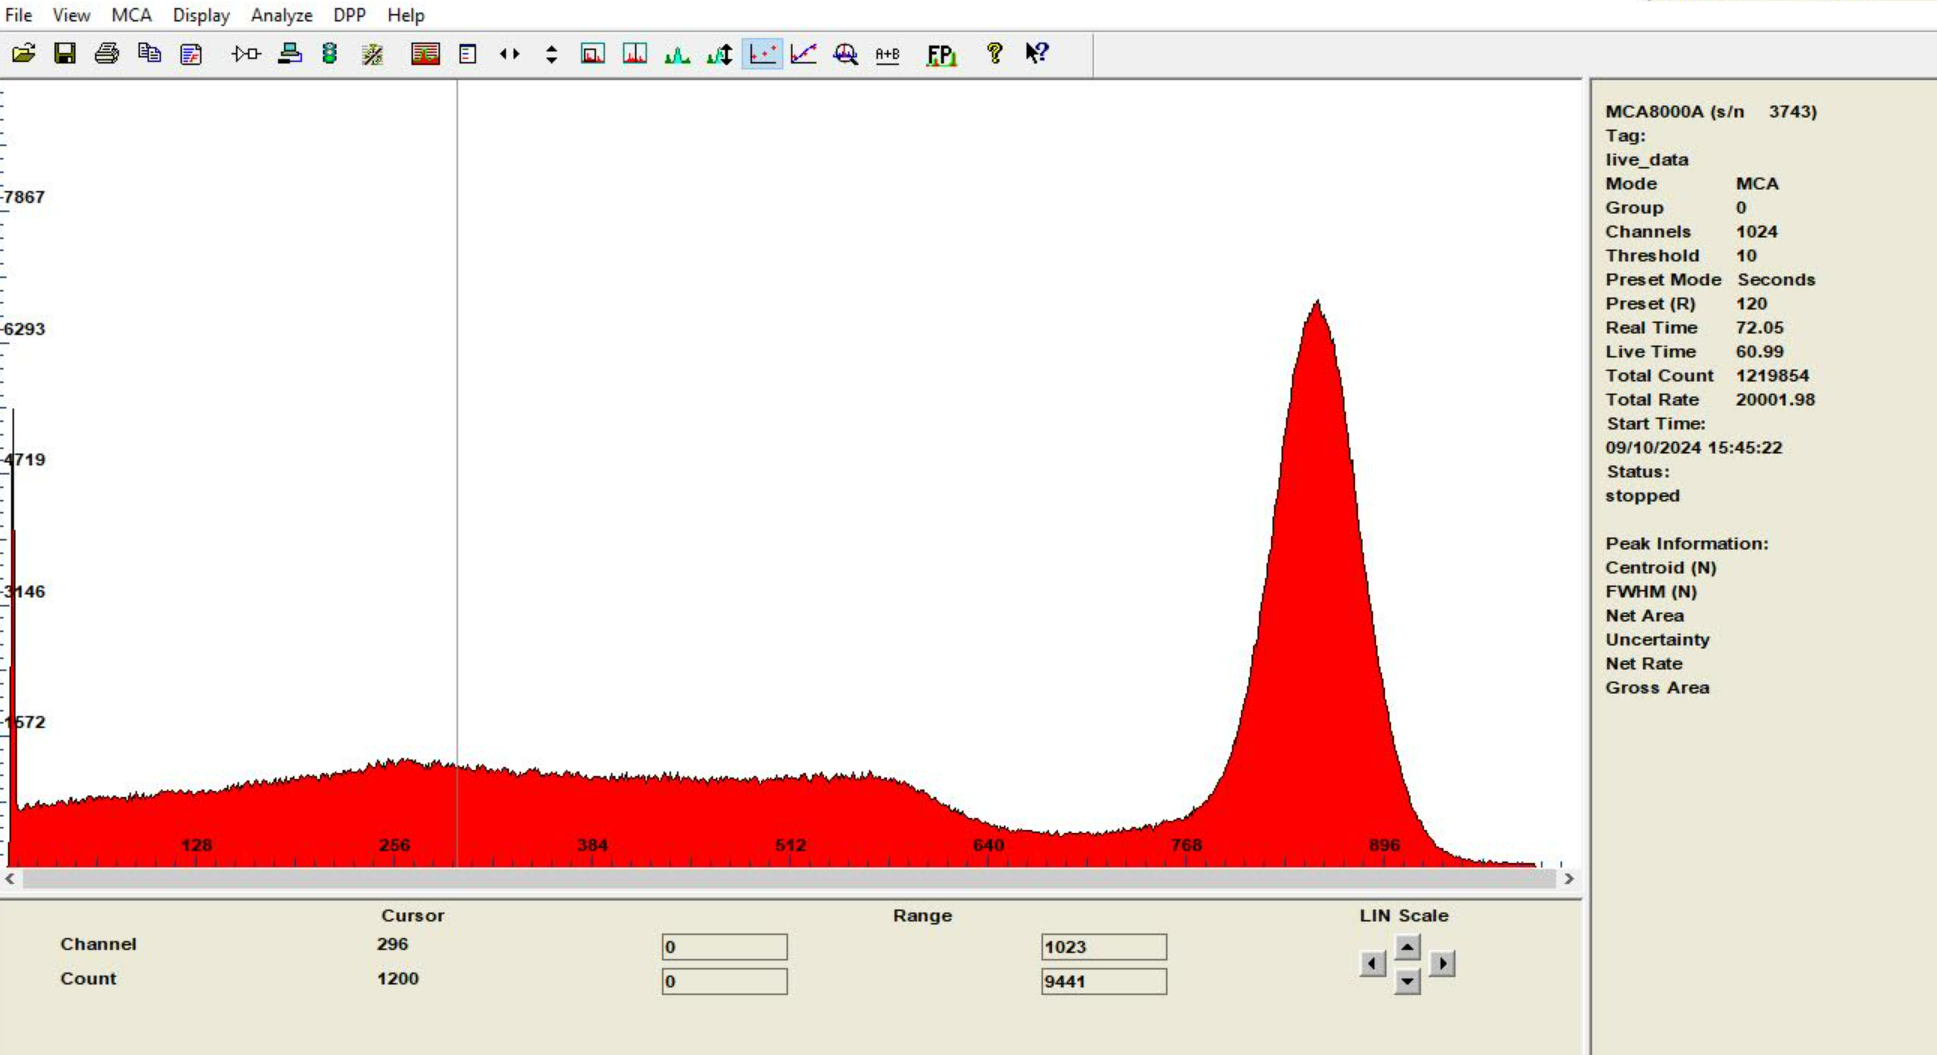 File View MCA Display Analyze DPP Help
A+B FP ? ?
7867
6293
4719
3146
1572
128 256 384 512 640 768 896
MCA8000A (s/n 3743)
Tag:
live_data
Mode MCA
Group 0
Channels 1024
Threshold 10
Preset Mode Seconds
Preset (R) 120
Real Time 72.05
Live Time 60.99
Total Count 1219854
Total Rate 20001.98
Start Time:
09/10/2024 15:45:22
Status:
stopped
Peak Information:
Centroid (N)
FWHM (N)
Net Area
Uncertainty
Net Rate
Gross Area
Cursor Range LIN Scale
Channel 296 0 1023
Count 1200 0 9441